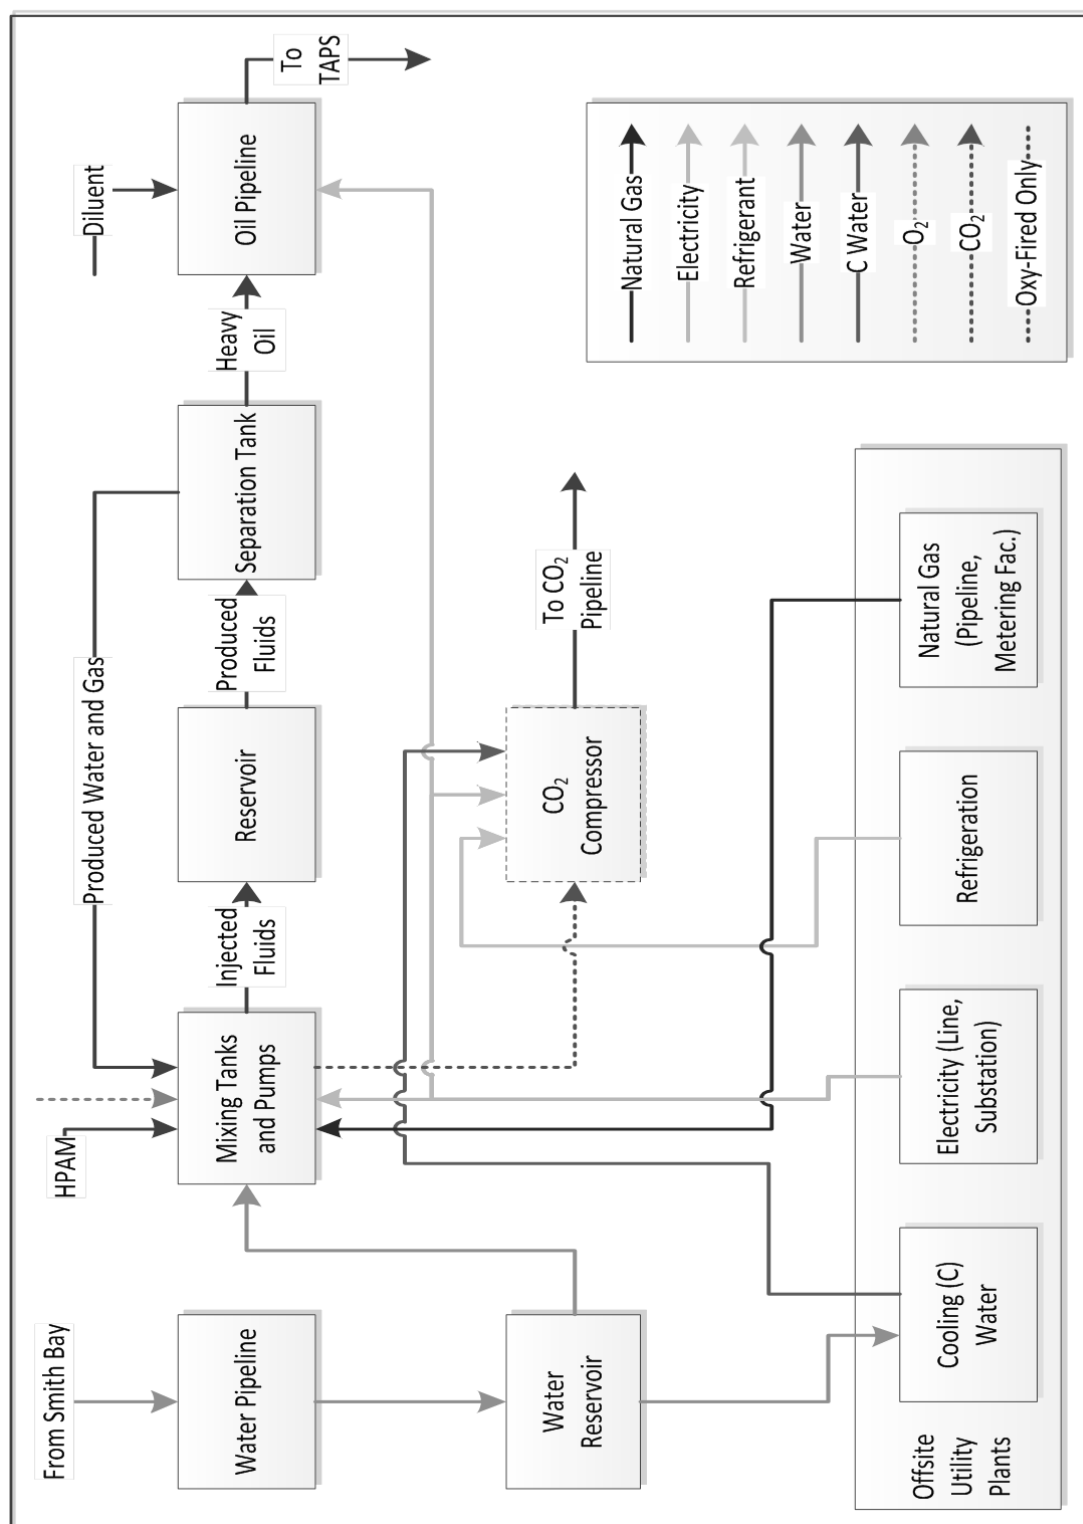 From Smith Bay
HPAM
Produced Water and Gas
Diluent
Water Pipeline
Mixing Tanks
and Pumps
Injected
Fluids
Reservoir
Produced
Fluids
Separation Tank
Heavy
Oil
Oil Pipeline
To
TAPS
Water
Reservoir
CO₂
Compressor
To CO₂
Pipeline
Offsite
Utility
Plants
Cooling (C)
Water
Electricity (Line,
Substation)
Refrigeration
Natural Gas
(Pipeline,
Metering Fac.)
Natural Gas
Electricity
Refrigerant
Water
C Water
O₂
CO₂
Oxy-Fired Only